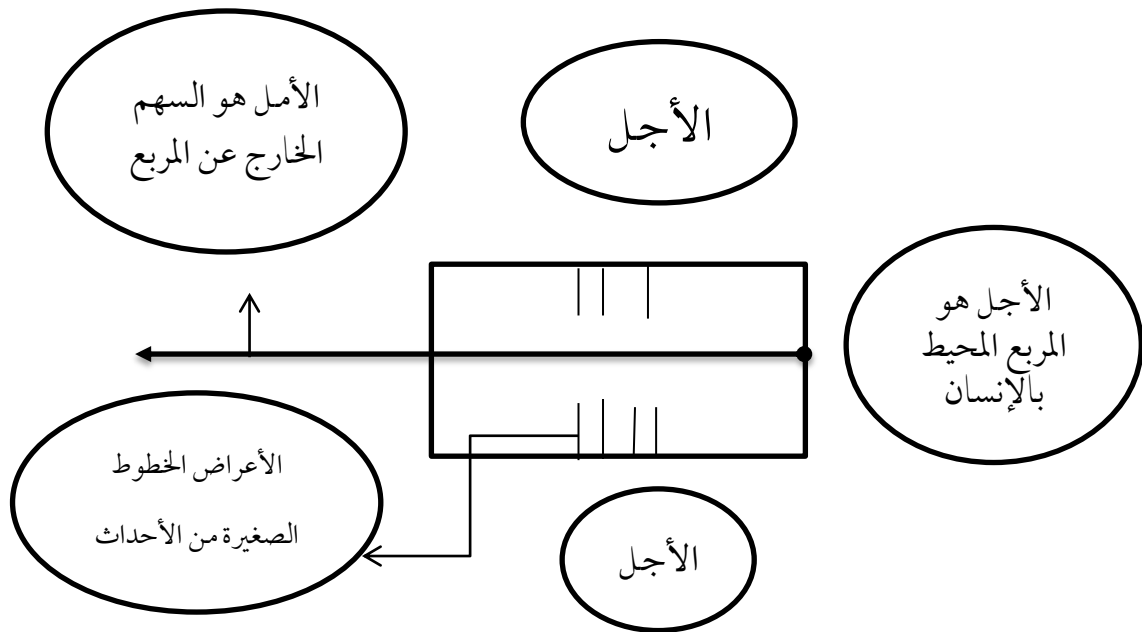 الأجل
الأمل هو السهم
الخارج عن المربع
الأجل هو
المربع المحيط
بالإنسان
الأعراض الخطوط
الصغيرة من الأحداث
الأجل